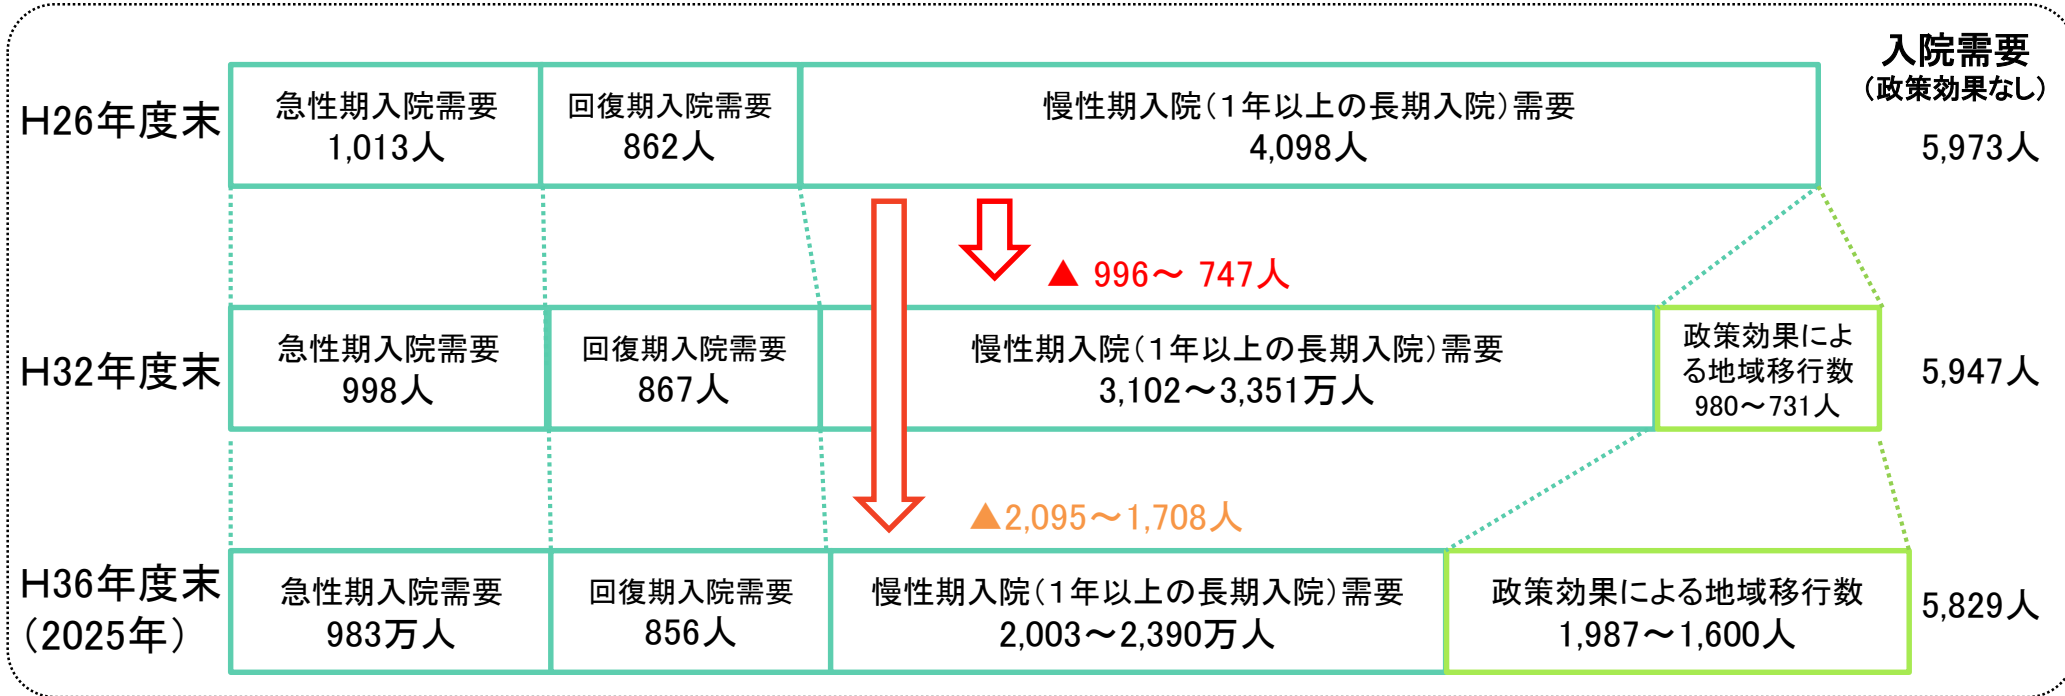 入院需要
(政策効果なし)
H26年度末
急性期入院需要
1,013人
回復期入院需要
862人
慢性期入院(1年以上の長期入院)需要
4,098人
5,973人
▲ 996～ 747人
H32年度末
急性期入院需要
998人
回復期入院需要
867人
慢性期入院(1年以上の長期入院)需要
3,102～3,351万人
政策効果によ
る地域移行数
980～731人
5,947人
▲2,095～1,708人
H36年度末
(2025年)
急性期入院需要
983万人
回復期入院需要
856人
慢性期入院(1年以上の長期入院)需要
2,003～2,390万人
政策効果による地域移行数
1,987～1,600人
5,829人